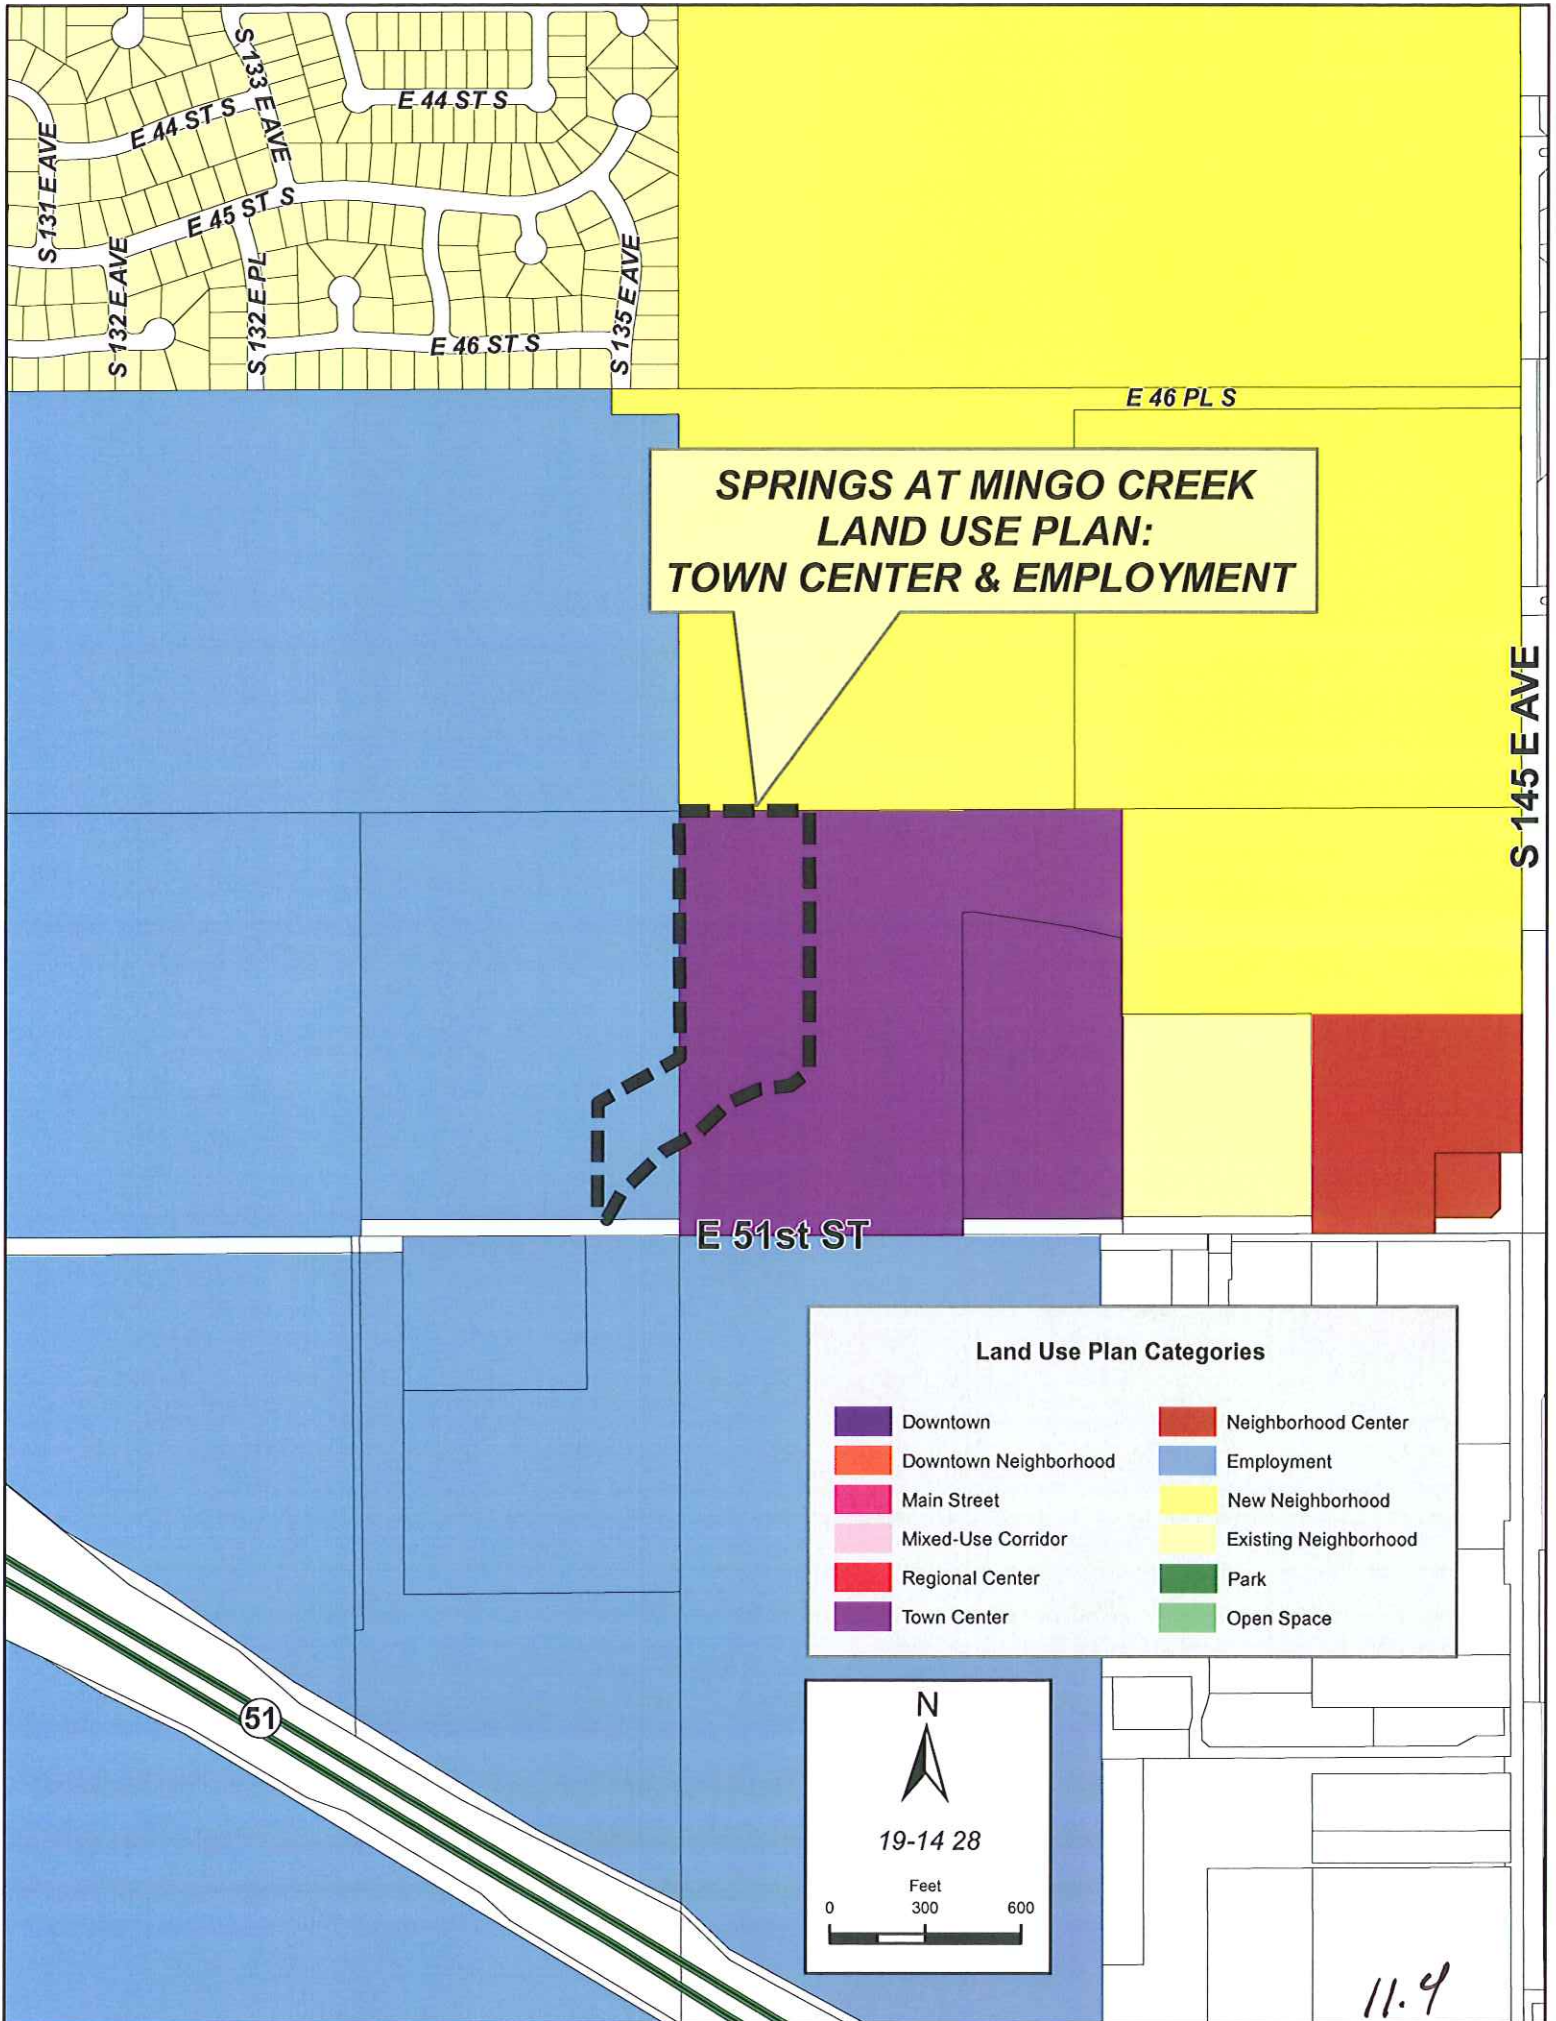 S 133 E AVE
E 44 ST S
E 44 ST S
S 131 E AVE
E 45 ST S
S 132 E AVE
S 132 E PL
S 135 E AVE
E 46 ST S
E 46 PL S
SPRINGS AT MINGO CREEK
LAND USE PLAN:
TOWN CENTER & EMPLOYMENT
S 145 E AVE
E 51st ST
Land Use Plan Categories
Downtown
Downtown Neighborhood
Main Street
Mixed-Use Corridor
Regional Center
Town Center
Neighborhood Center
Employment
New Neighborhood
Existing Neighborhood
Park
Open Space
51
N
19-14 28
Feet
0 300 600
11.4